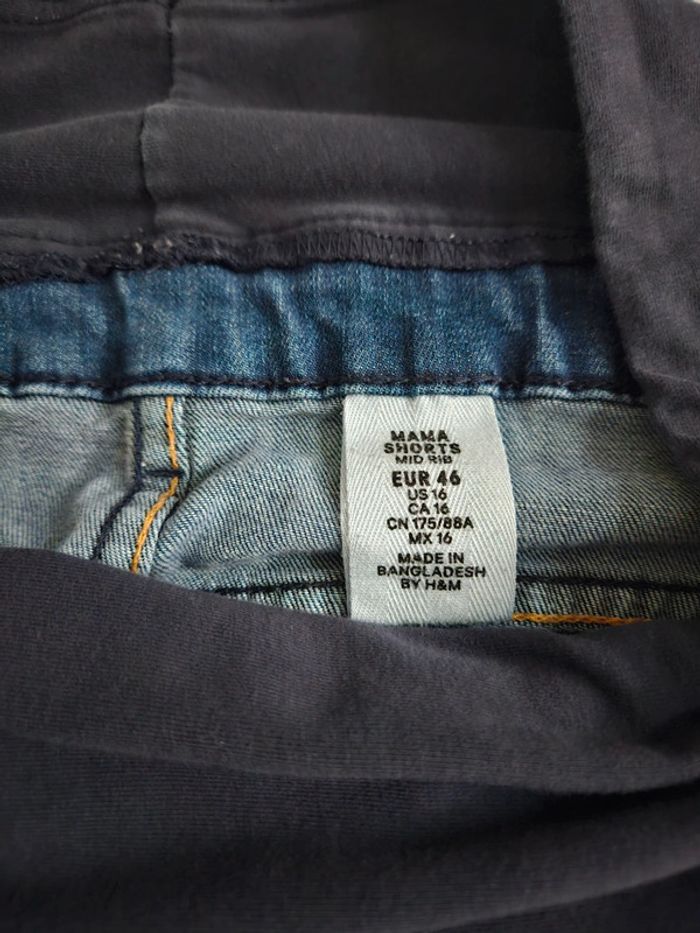 MAMA
SHORTS
MID RIB
EUR 46
US 16
CA 16
CN 175/88A
MX 16
MADE IN
BANGLADESH
BY H&M